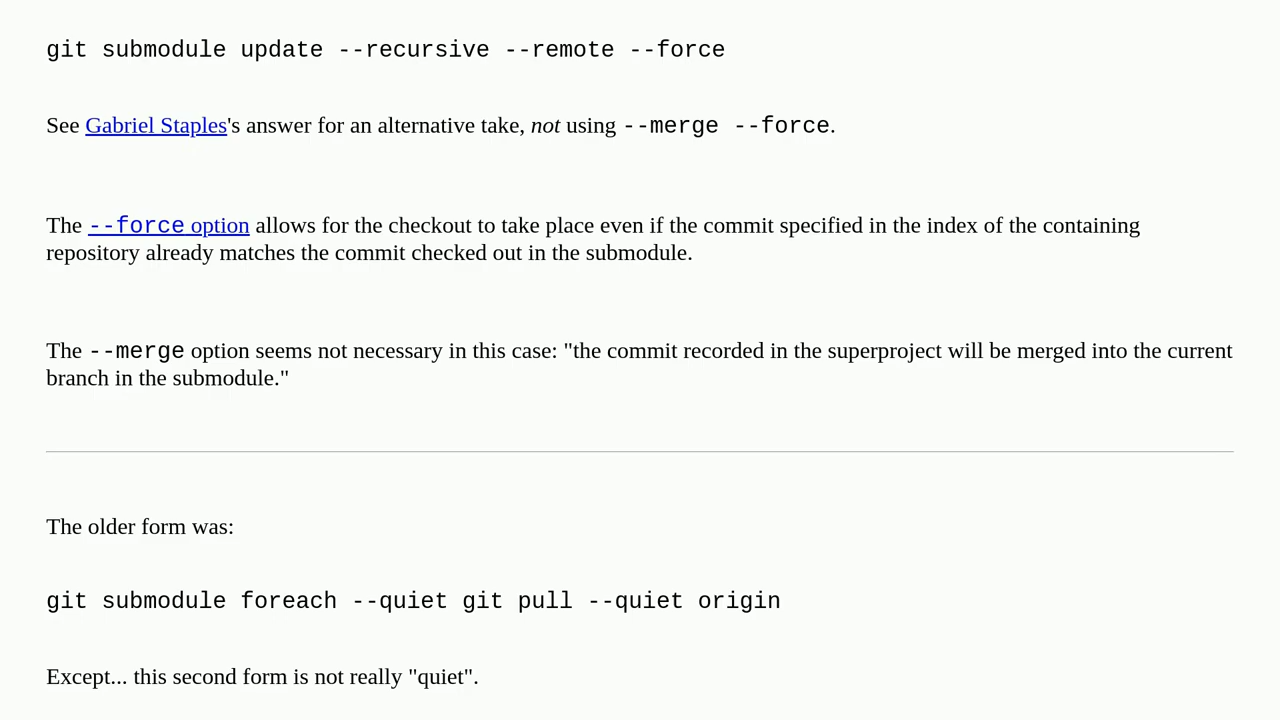 git submodule update --recursive --remote --force
See Gabriel Staples's answer for an alternative take, not using --merge --force.
The --force option allows for the checkout to take place even if the commit specified in the index of the containing
repository already matches the commit checked out in the submodule.
The --merge option seems not necessary in this case: "the commit recorded in the superproject will be merged into the current
branch in the submodule."
The older form was:
git submodule foreach --quiet git pull --quiet origin
Except... this second form is not really "quiet".